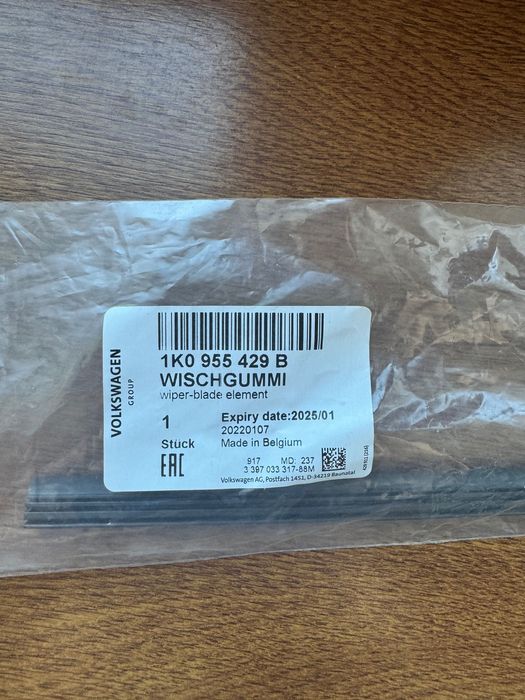 VOLKSWAGEN
GROUP
1K0 955 429 B
WISCHGUMMI
wiper-blade element
1
Stück
Expiry date:2025/01
20220107
Made in Belgium
EAC
917 MD: 237
3 397 033 317-88M
Volkswagen AG, Postfach 1451, D-34219 Baunatal